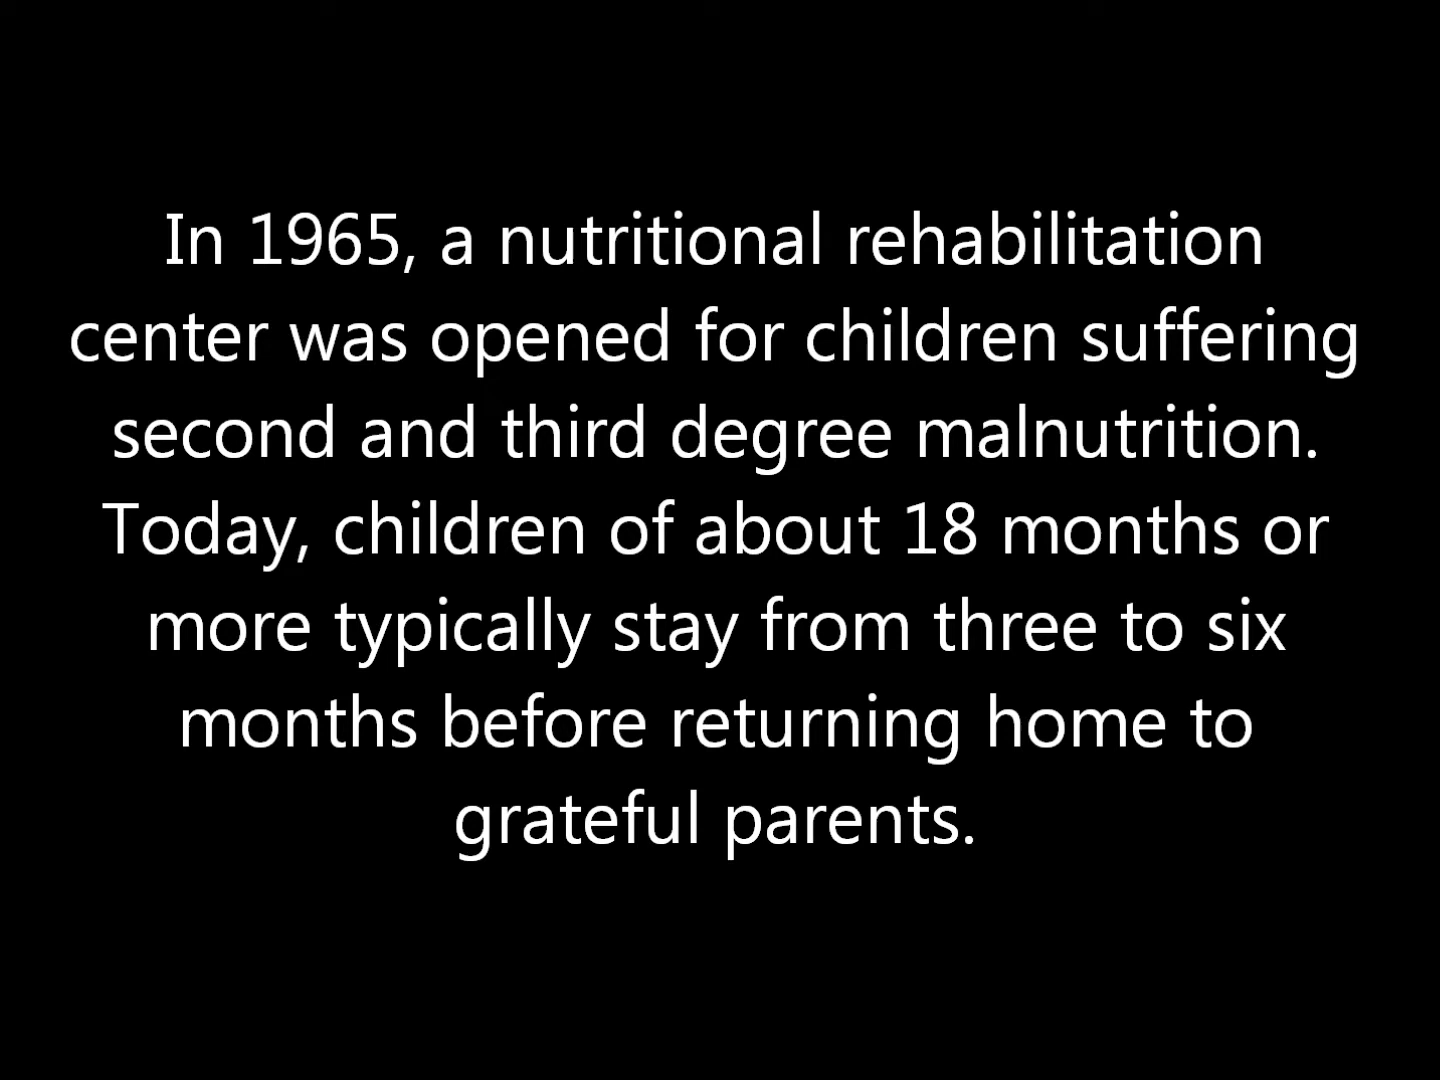 In 1965, a nutritional rehabilitation
center was opened for children suffering
second and third degree malnutrition.
Today, children of about 18 months or
more typically stay from three to six
months before returning home to
grateful parents.